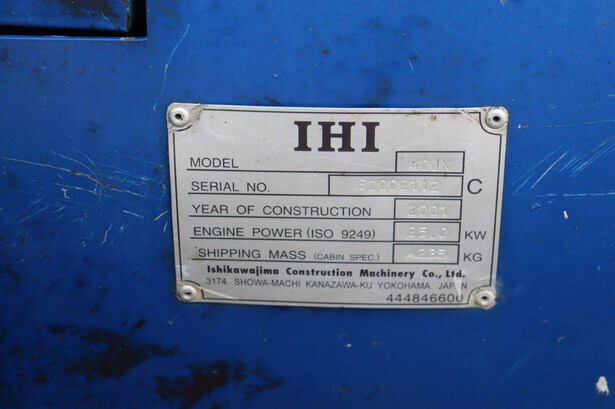 IHI
MODEL
SERIAL NO. C
YEAR OF CONSTRUCTION 2001
ENGINE POWER (ISO 9249) 25.0 KW
SHIPPING MASS (CABIN SPEC.) KG
Ishikawajima Construction Machinery Co., Ltd.
3174. SHOWA-MACHI KANAZAWA-KU YOKOHAMA. JAPAN
444846600